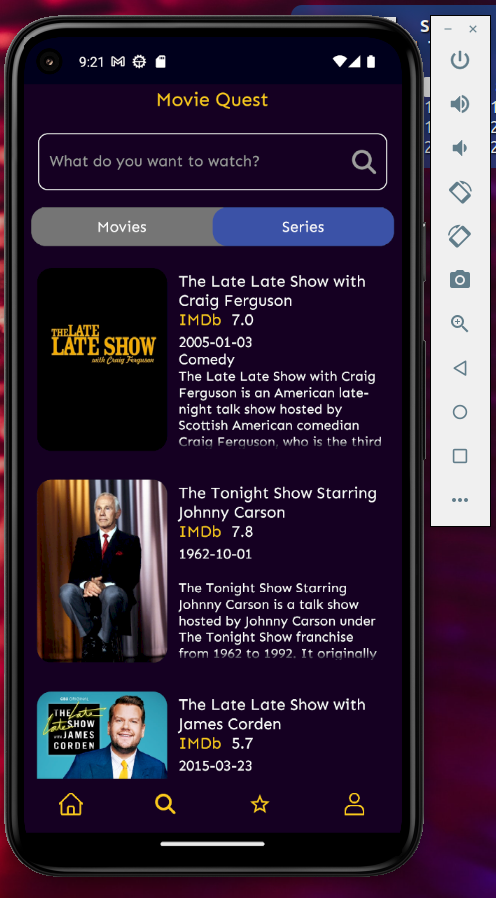 9:21
Movie Quest
What do you want to watch?
Movies
Series
THE LATE
LATE SHOW
with Craig Ferguson
The Late Late Show with
Craig Ferguson
IMDb 7.0
2005-01-03
Comedy
The Late Late Show with Craig
Ferguson is an American late-
night talk show hosted by
Scottish American comedian
Craig Ferguson, who is the third
The Tonight Show Starring
Johnny Carson
IMDb 7.8
1962-10-01
The Tonight Show Starring
Johnny Carson is a talk show
hosted by Johnny Carson under
The Tonight Show franchise
from 1962 to 1992. It originally
THE
Late Late
SHOW
WITH JAMES
CORDEN
The Late Late Show with
James Corden
IMDb 5.7
2015-03-23